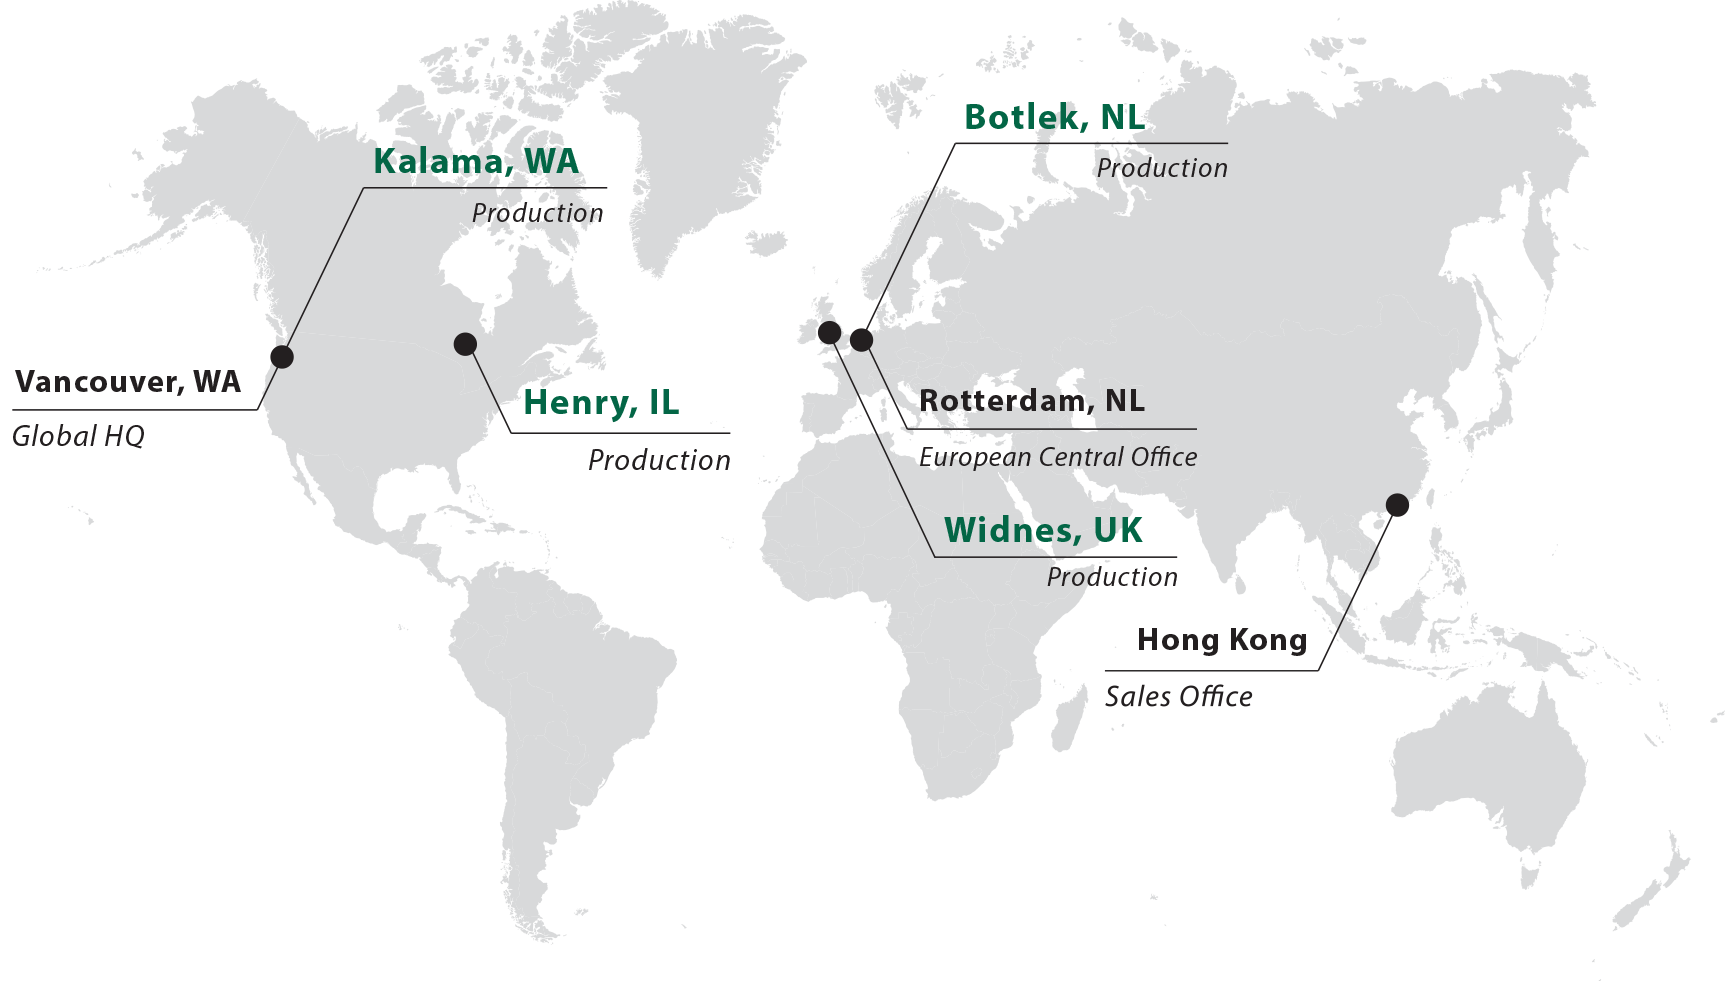 Botlek, NL
Production
Kalama, WA
Production
Vancouver, WA
Global HQ
Henry, IL
Production
Rotterdam, NL
European Central Office
Widnes, UK
Production
Hong Kong
Sales Office